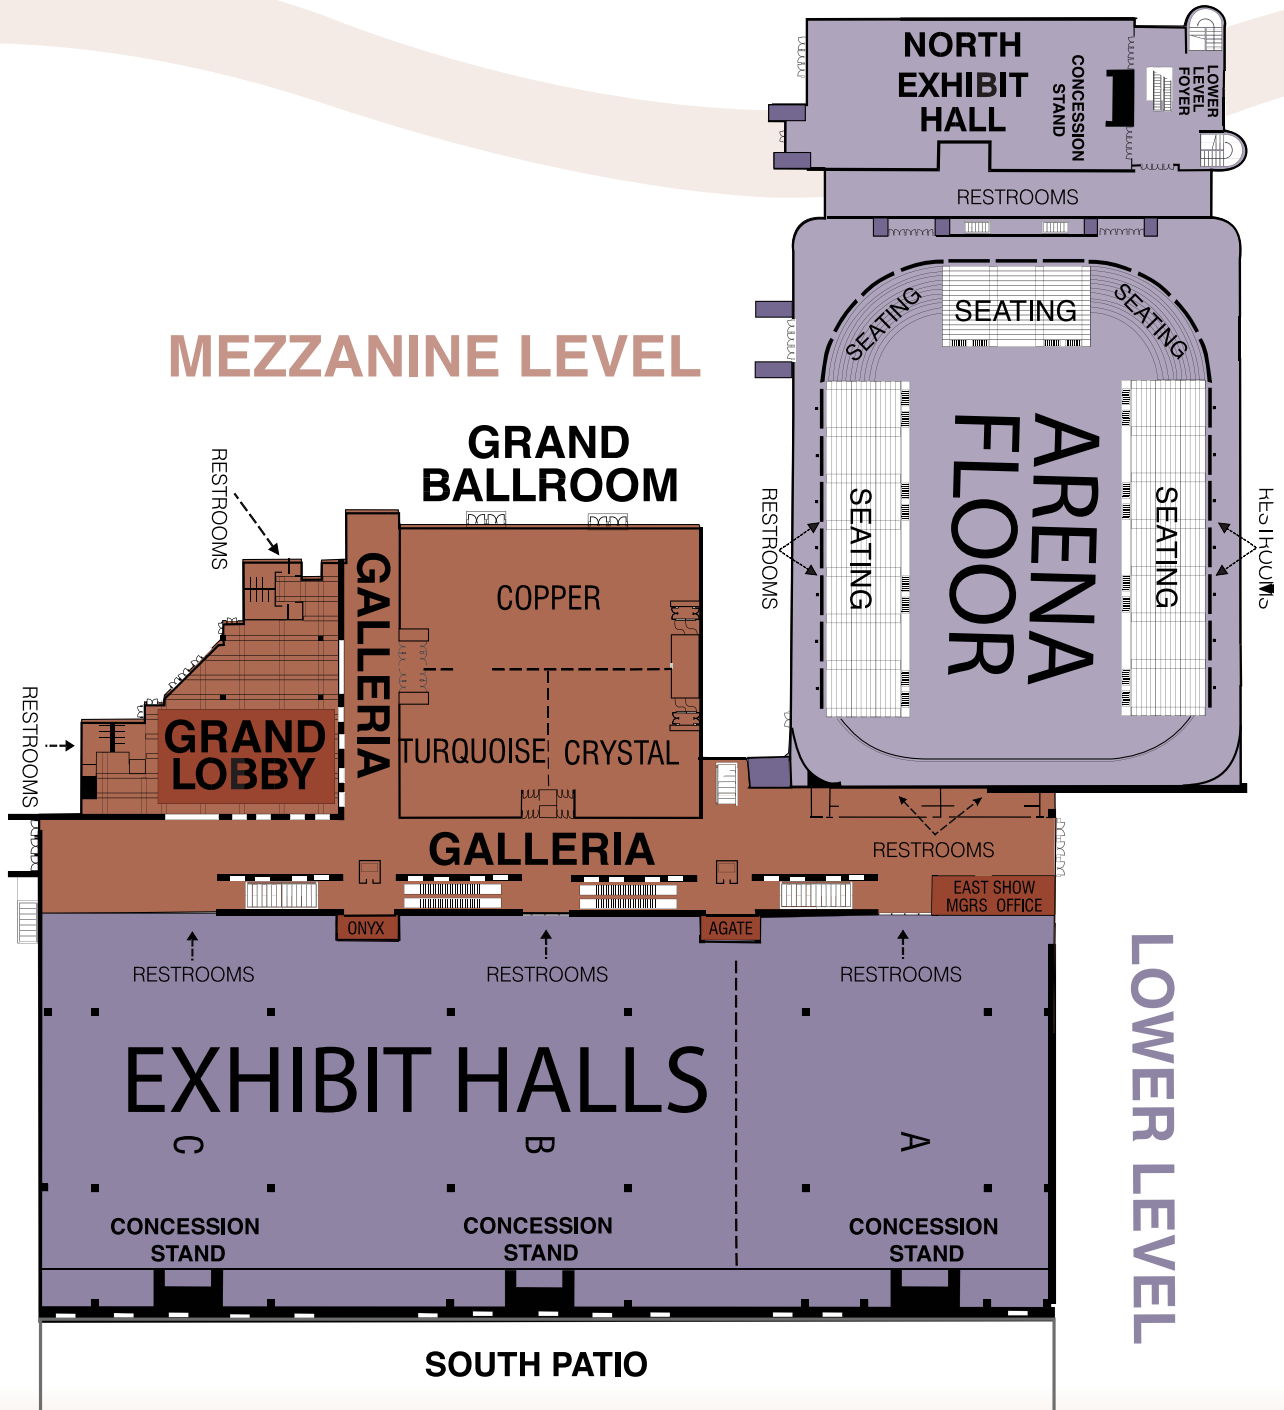 NORTH
EXHIBIT
HALL
CONCESSION
STAND
LOWER
LEVEL
FOYER
RESTROOMS
SEATING
SEATING
SEATING
MEZZANINE LEVEL
GRAND
BALLROOM
ARENA
FLOOR
RESTROOMS
RESTROOMS
SEATING
SEATING
RESTROOMS
GALLERIA
COPPER
RESTROOMS
GRAND
LOBBY
TURQUOISE
CRYSTAL
GALLERIA
RESTROOMS
EAST SHOW
MGRS OFFICE
ONYX
AGATE
RESTROOMS
RESTROOMS
RESTROOMS
LOWER LEVEL
EXHIBIT HALLS
C
B
A
CONCESSION
STAND
CONCESSION
STAND
CONCESSION
STAND
SOUTH PATIO